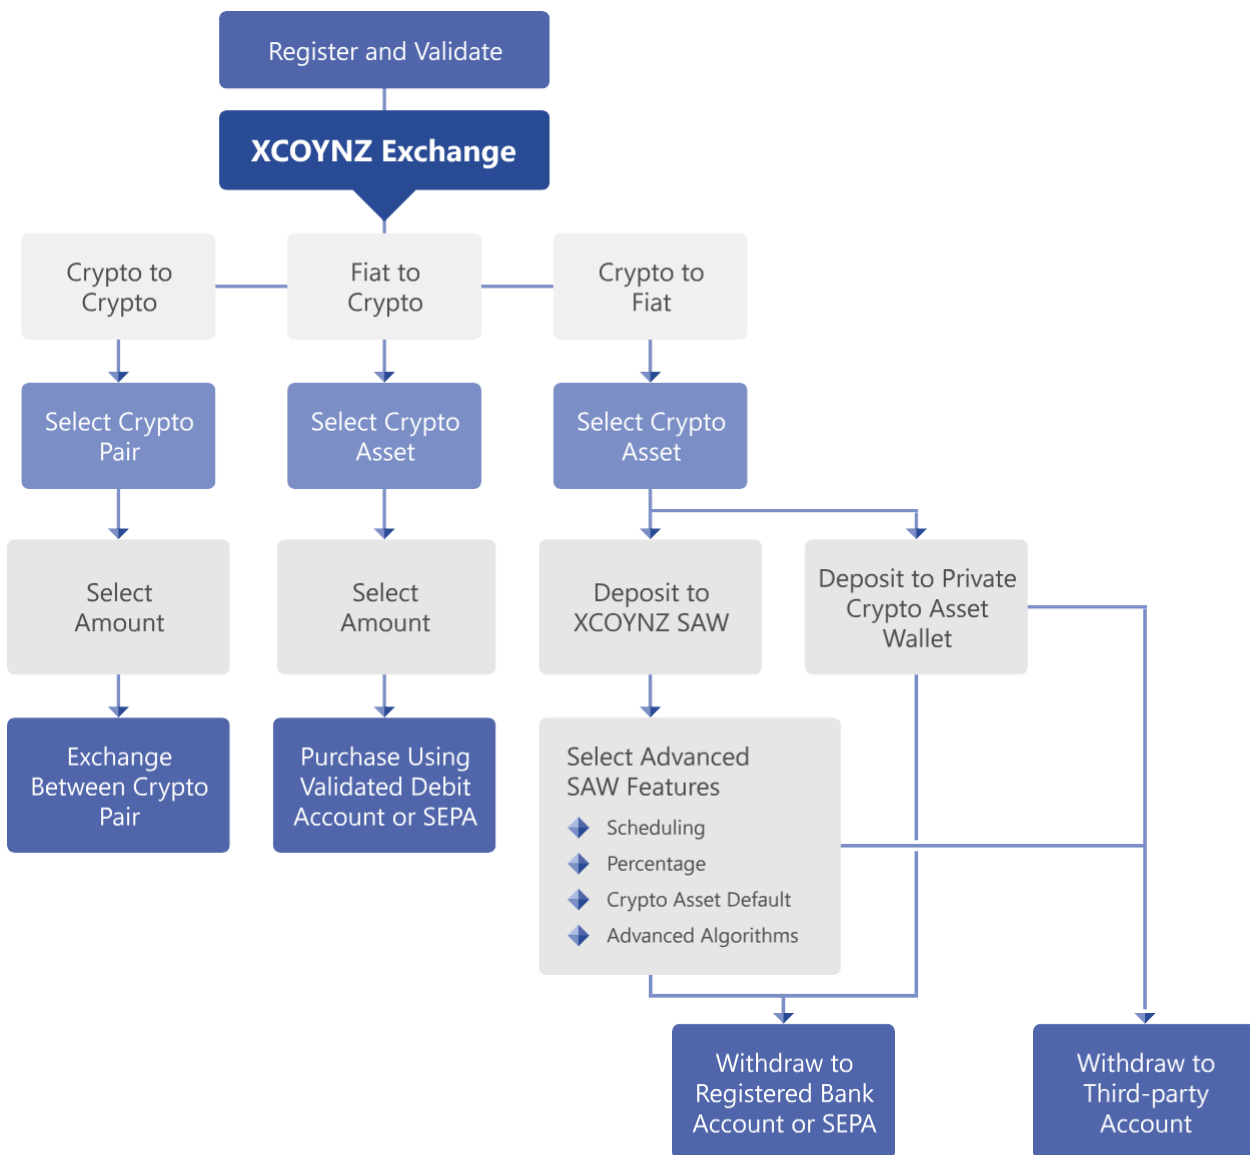 Register and Validate
XCOYNZ Exchange
Crypto to
Crypto
Fiat to
Crypto
Crypto to
Fiat
Select Crypto
Pair
Select Crypto
Asset
Select Crypto
Asset
Select
Amount
Select
Amount
Deposit to
XCOYNZ SAW
Deposit to Private
Crypto Asset
Wallet
Exchange
Between Crypto
Pair
Purchase Using
Validated Debit
Account or SEPA
Select Advanced
SAW Features
Scheduling
Percentage
Crypto Asset Default
Advanced Algorithms
Withdraw to
Registered Bank
Account or SEPA
Withdraw to
Third-party
Account